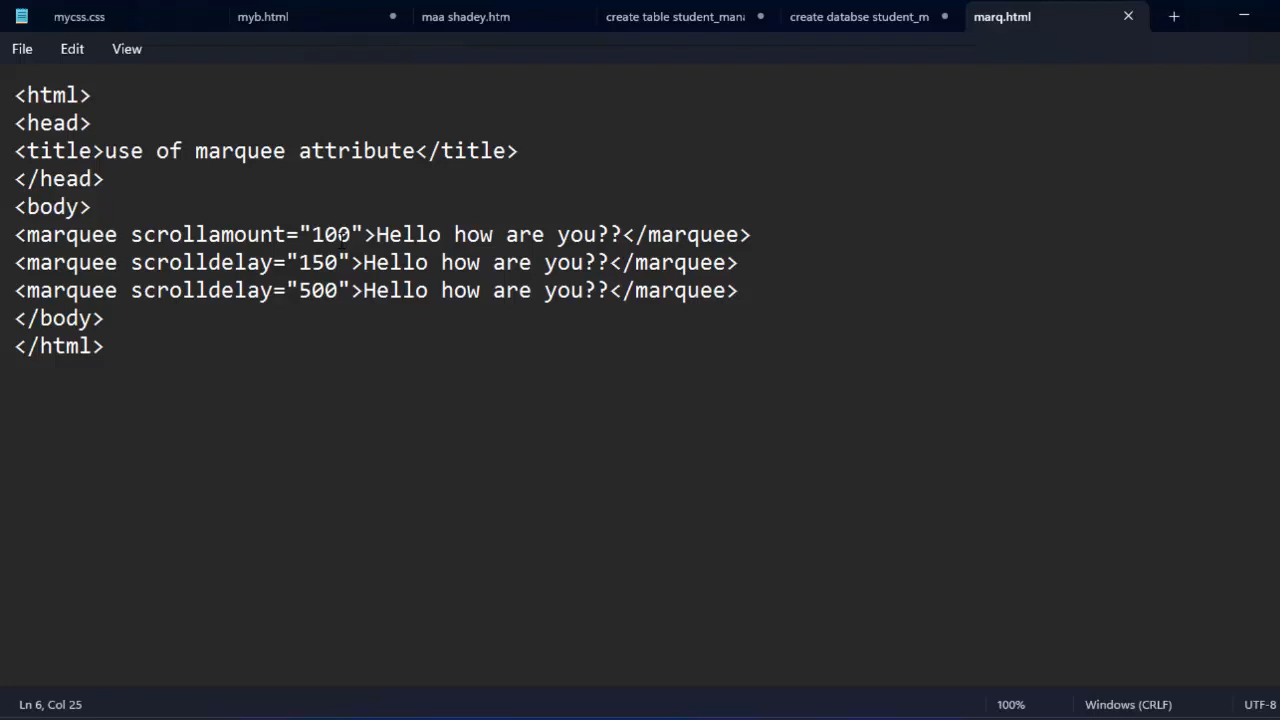 mycss.css myb.html maa shadey.htm create table student_mana create databse student_m marq.html
File Edit View
<html>
<head>
<title>use of marquee attribute</title>
</head>
<body>
<marquee scrollamount="100">Hello how are you??</marquee>
<marquee scrolldelay="150">Hello how are you??</marquee>
<marquee scrolldelay="500">Hello how are you??</marquee>
</body>
</html>
Ln 6, Col 25 100% Windows (CRLF) UTF-8